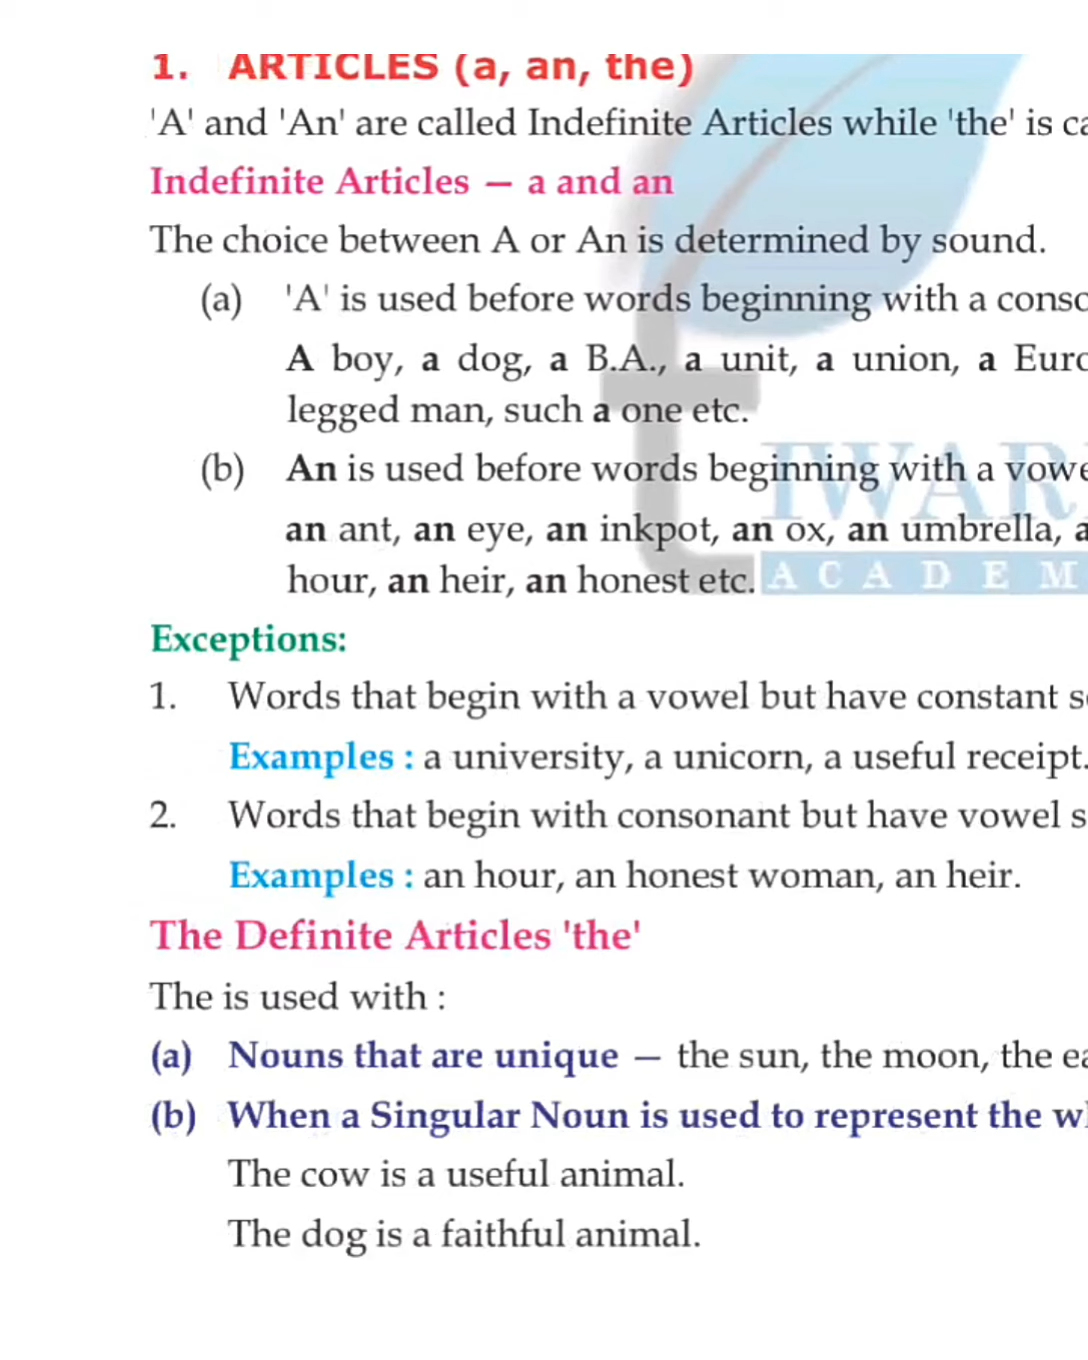 1. ARTICLES (a, an, the)
'A' and 'An' are called Indefinite Articles while 'the' is ca
Indefinite Articles — a and an
The choice between A or An is determined by sound.
(a) 'A' is used before words beginning with a conso
A boy, a dog, a B.A., a unit, a union, a Euro
legged man, such a one etc.
(b) An is used before words beginning with a vowe
an ant, an eye, an inkpot, an ox, an umbrella, a
hour, an heir, an honest etc.
IWAR
ACADEM
Exceptions:
1. Words that begin with a vowel but have constant s
Examples : a university, a unicorn, a useful receipt.
2. Words that begin with consonant but have vowel s
Examples : an hour, an honest woman, an heir.
The Definite Articles 'the'
The is used with :
(a) Nouns that are unique — the sun, the moon, the ea
(b) When a Singular Noun is used to represent the wh
The cow is a useful animal.
The dog is a faithful animal.